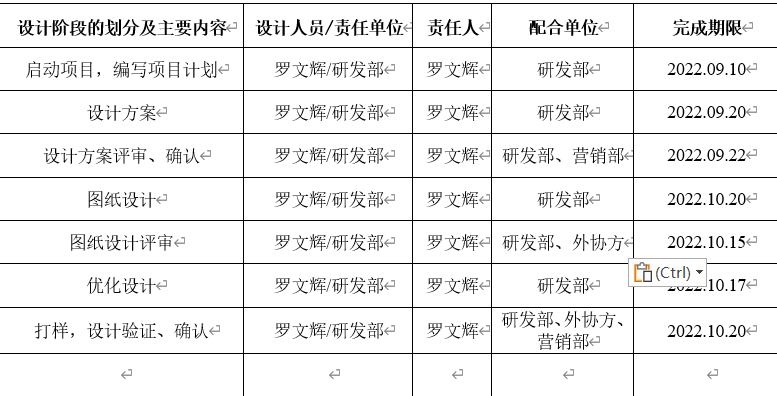 设计阶段的划分及主要内容 设计人员/责任单位 责任人 配合单位 完成期限
启动项目，编写项目计划 罗文辉/研发部 罗文辉 研发部 2022.09.10
设计方案 罗文辉/研发部 罗文辉 研发部 2022.09.20
设计方案评审、确认 罗文辉/研发部 罗文辉 研发部、营销部 2022.09.22
图纸设计 罗文辉/研发部 罗文辉 研发部 2022.10.20
图纸设计评审 罗文辉/研发部 罗文辉 研发部、外协方 2022.10.15
(Ctrl)
优化设计 罗文辉/研发部 罗文辉 研发部 2022.10.17
打样，设计验证、确认 罗文辉/研发部 罗文辉 研发部、外协方、 2022.10.20
营销部